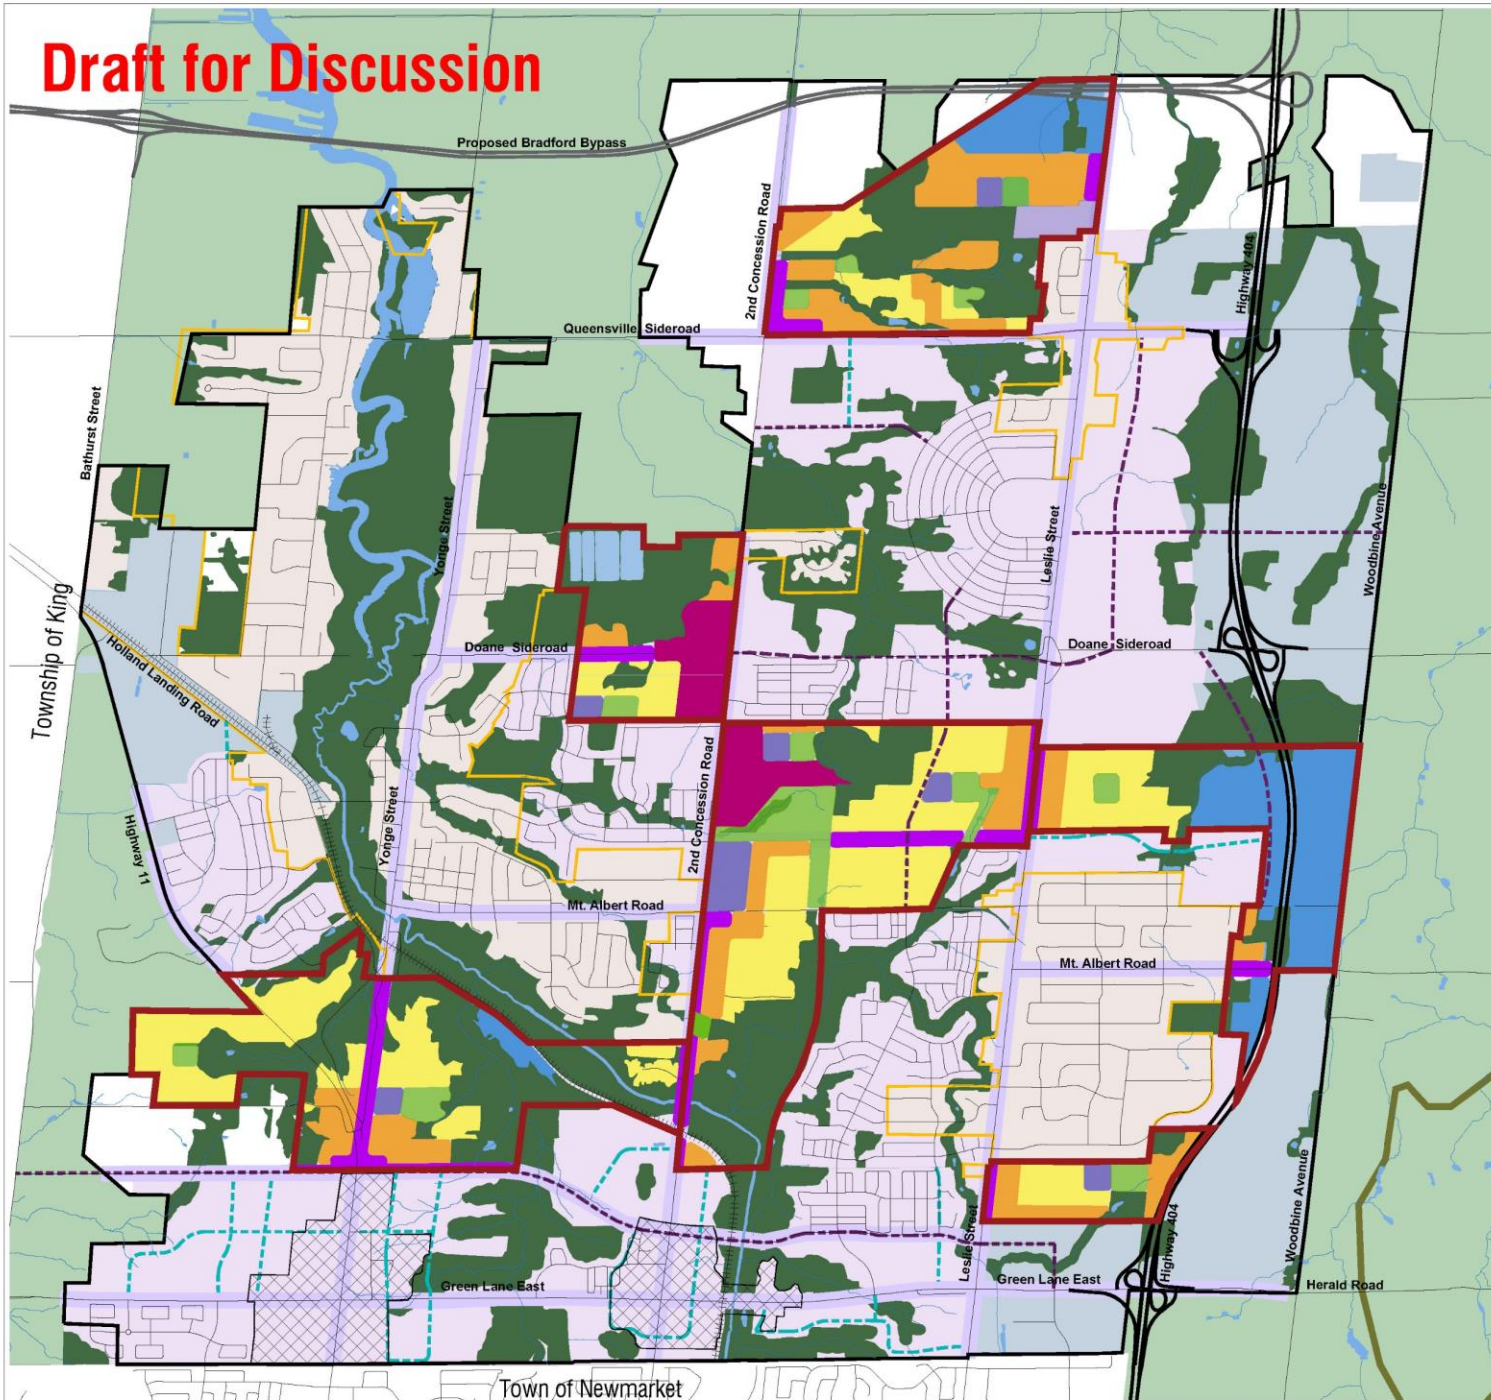 Draft for Discussion
Proposed Bradford Bypass
2nd Concession Road
Highway 404
Queensville Sideroad
Bathurst Street
Yonge Street
Leslie Street
Woodbine Avenue
Township of King
Holland Landing Road
Doane Sideroad
Doane Sideroad
Highway 11
Yonge Street
2nd Concession Road
Mt. Albert Road
Mt. Albert Road
Leslie Street
Highway 404
Woodbine Avenue
Green Lane East
Green Lane East
Herald Road
Town of Newmarket